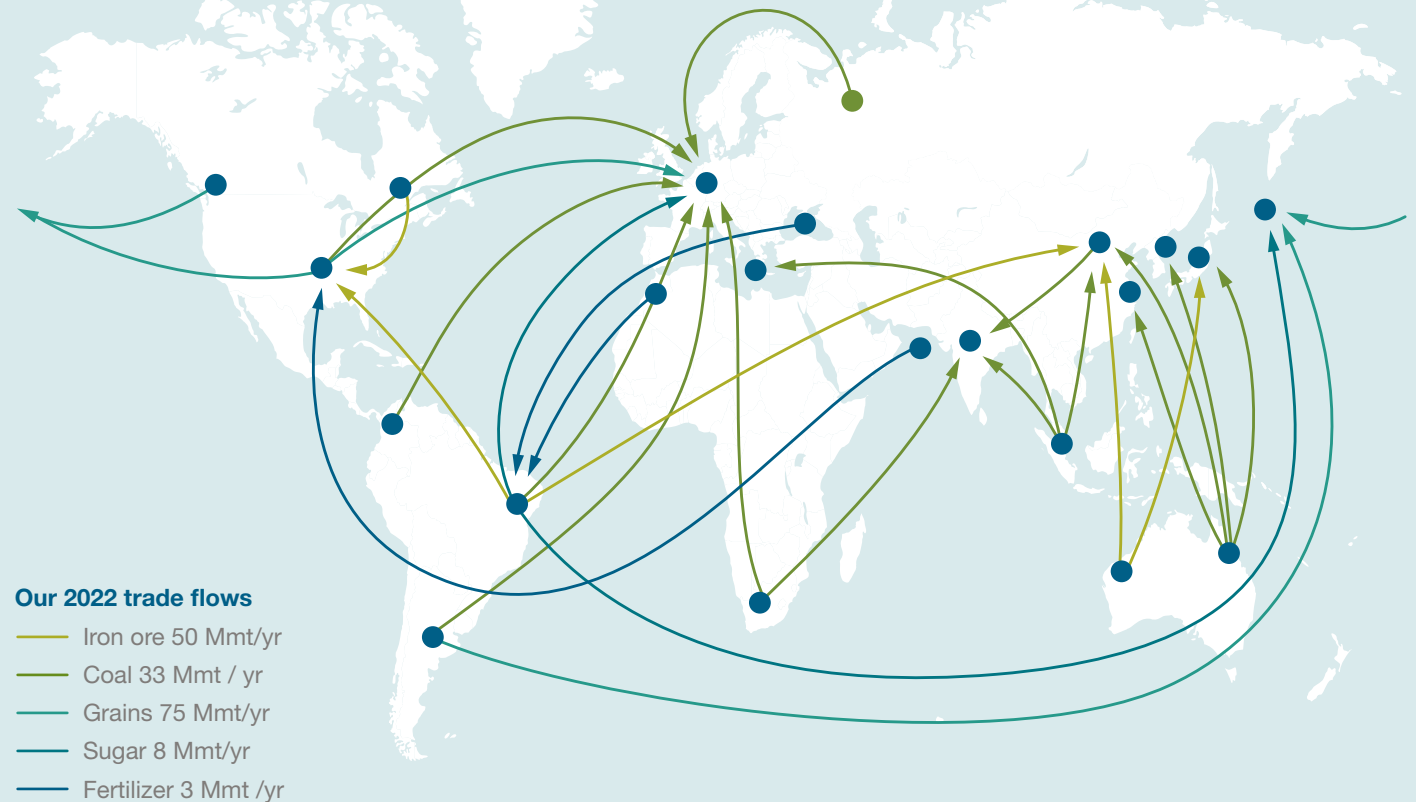 Our 2022 trade flows
Iron ore 50 Mmt/yr
Coal 33 Mmt / yr
Grains 75 Mmt/yr
Sugar 8 Mmt/yr
Fertilizer 3 Mmt /yr